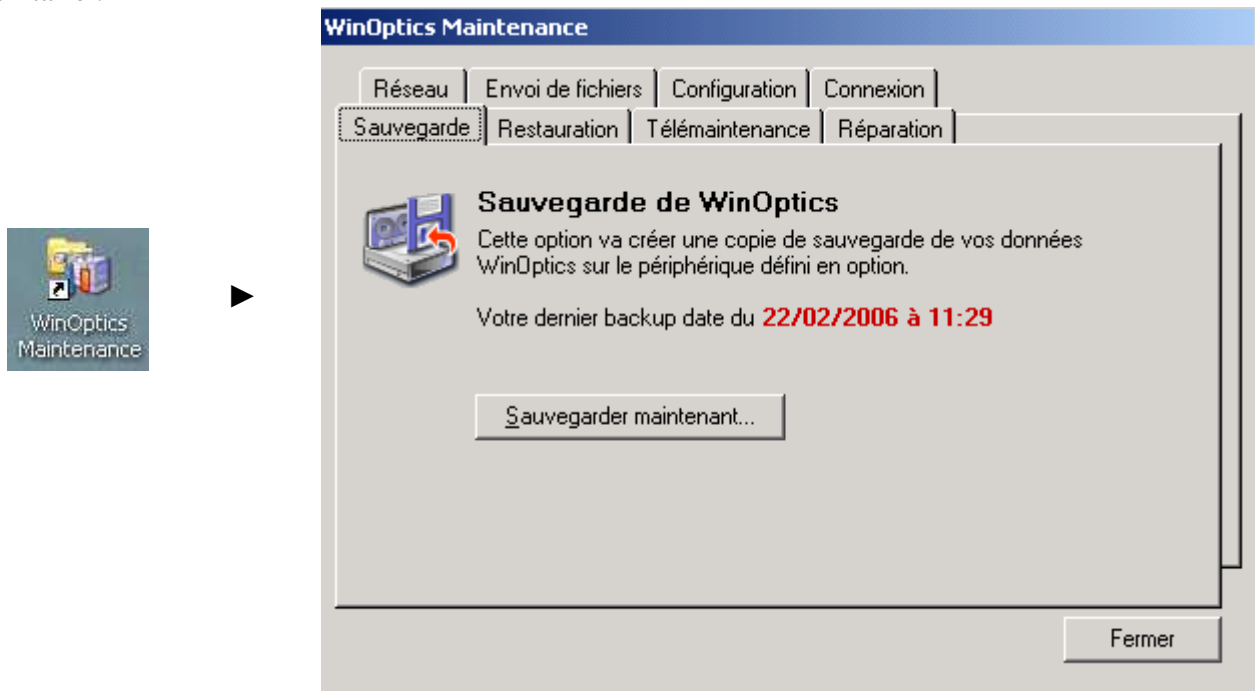 WinOptics
Maintenance
►
WinOptics Maintenance
Réseau
Envoi de fichiers
Configuration
Connexion
Sauvegarde
Restauration
Télémaintenance
Réparation
Sauvegarde de WinOptics
Cette option va créer une copie de sauvegarde de vos données
WinOptics sur le périphérique défini en option.
Votre dernier backup date du 22/02/2006 à 11:29
Sauvegarder maintenant...
Fermer